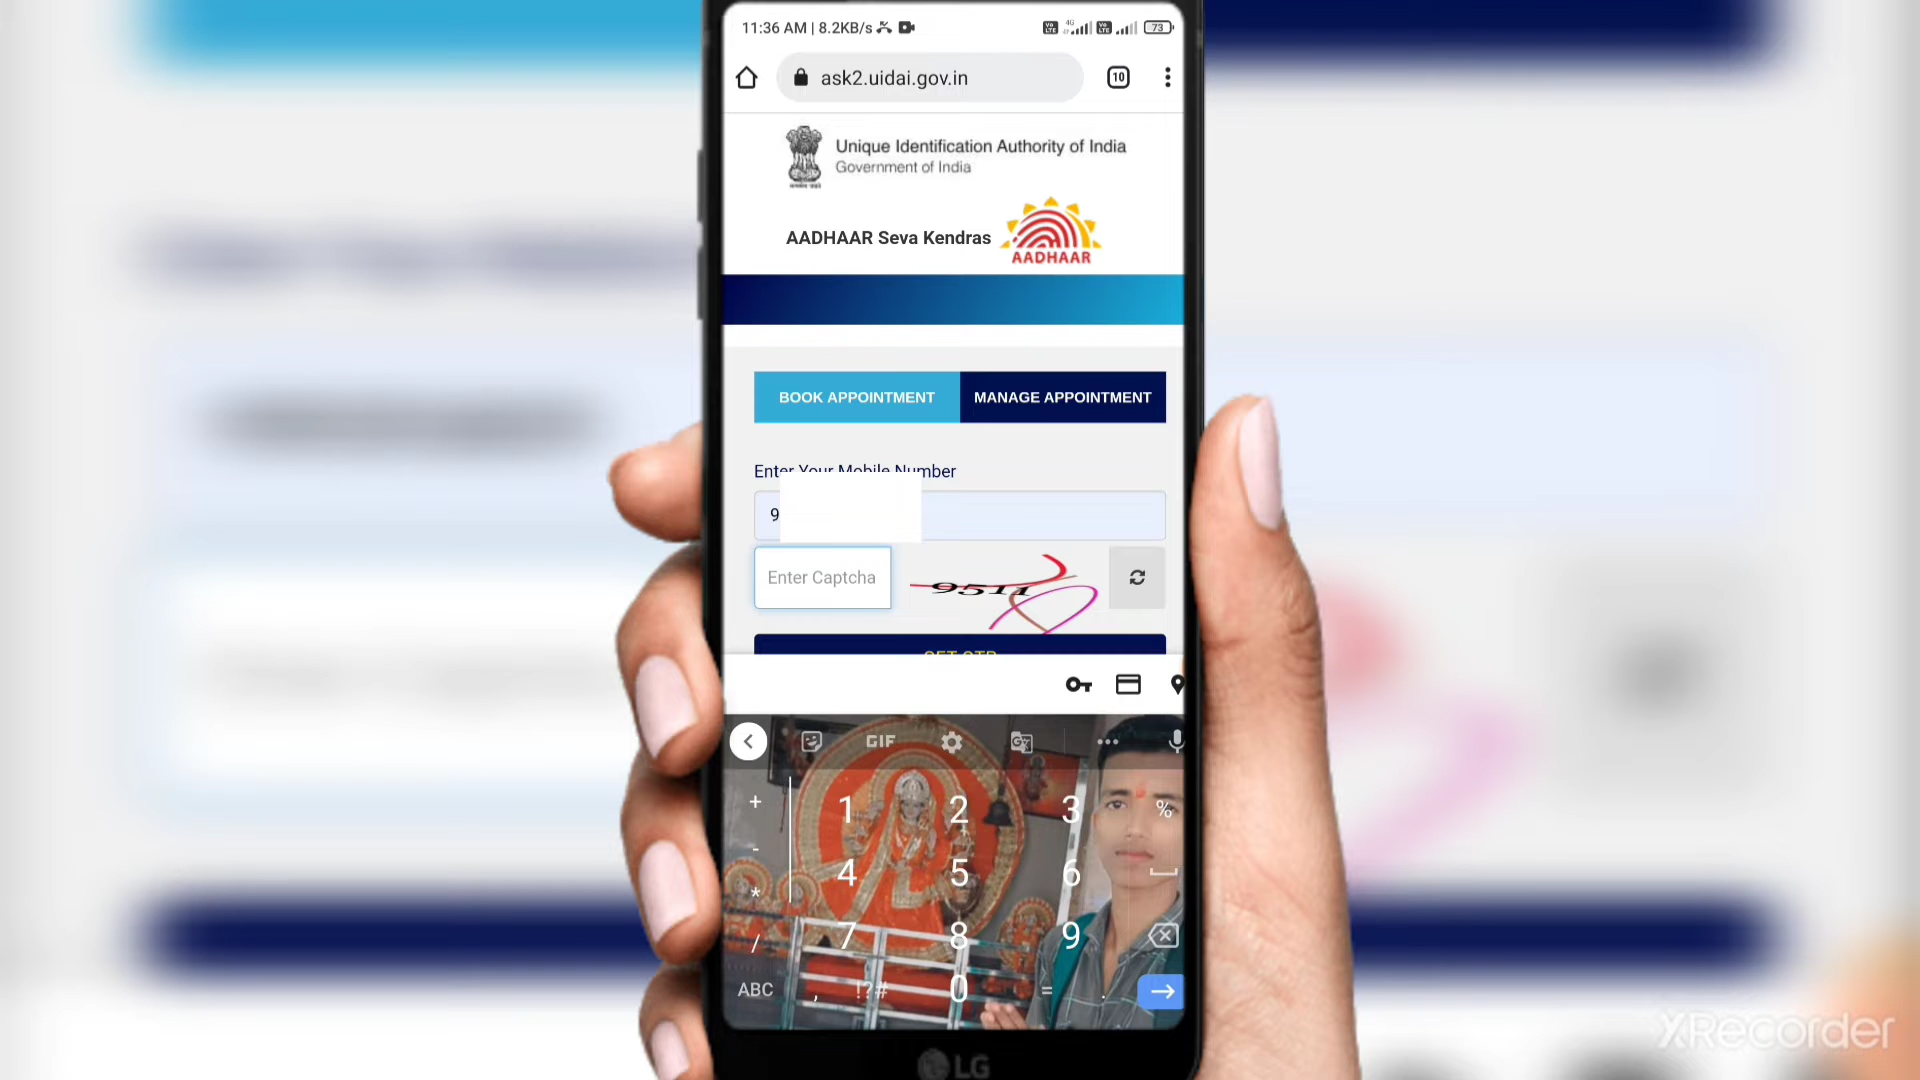 11:36 AM | 8.2KB/s
73
ask2.uidai.gov.in
10
Unique Identification Authority of India
Government of India
AADHAAR Seva Kendras
AADHAAR
BOOK APPOINTMENT
MANAGE APPOINTMENT
Enter Your Mobile Number
9
Enter Captcha
9511
GET OTP
GIF
+ 1 2 3 %
- 4 5 6
*
/ 7 8 9
ABC , !?# 0 = .
LG
XRecorder